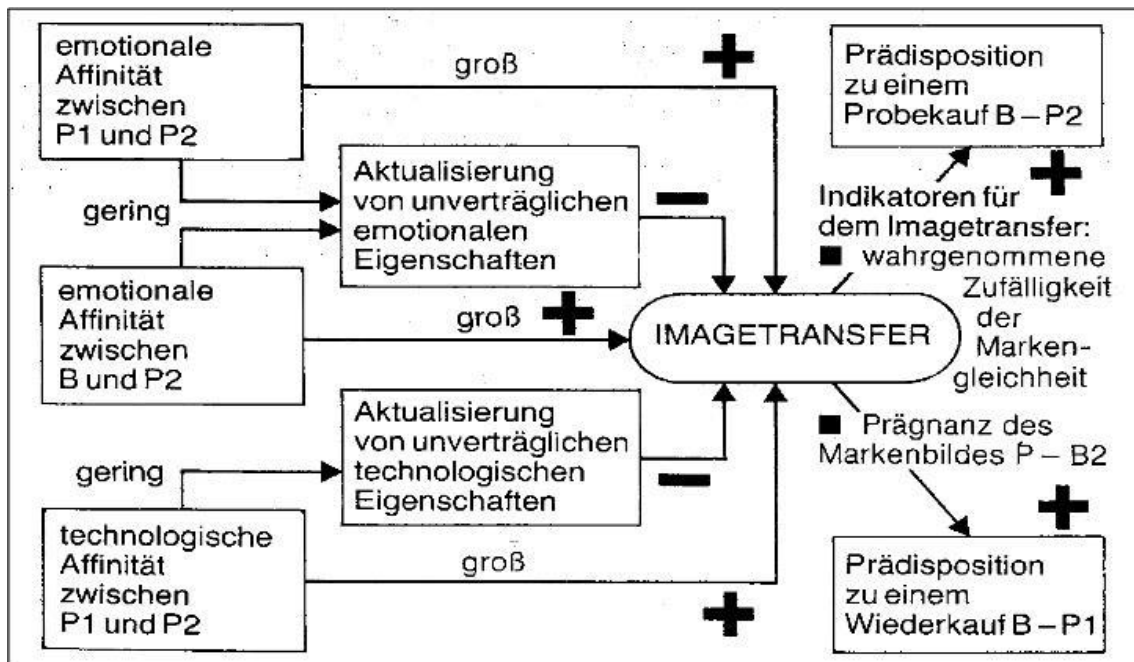 emotionale
Affinität
zwischen
P1 und P2
groß
+
gering
Aktualisierung
von unverträglichen
emotionalen
Eigenschaften
−
emotionale
Affinität
zwischen
B und P2
groß
+
IMAGETRANSFER
gering
Aktualisierung
von unverträglichen
technologischen
Eigenschaften
−
technologische
Affinität
zwischen
P1 und P2
groß
+
Prädisposition
zu einem
Probekauf B – P2
+
Indikatoren für
dem Imagetransfer:
■ wahrgenommene
Zufälligkeit
der
Marken-
gleichheit
■ Prägnanz des
Markenbildes P – B2
+
Prädisposition
zu einem
Wiederkauf B – P1